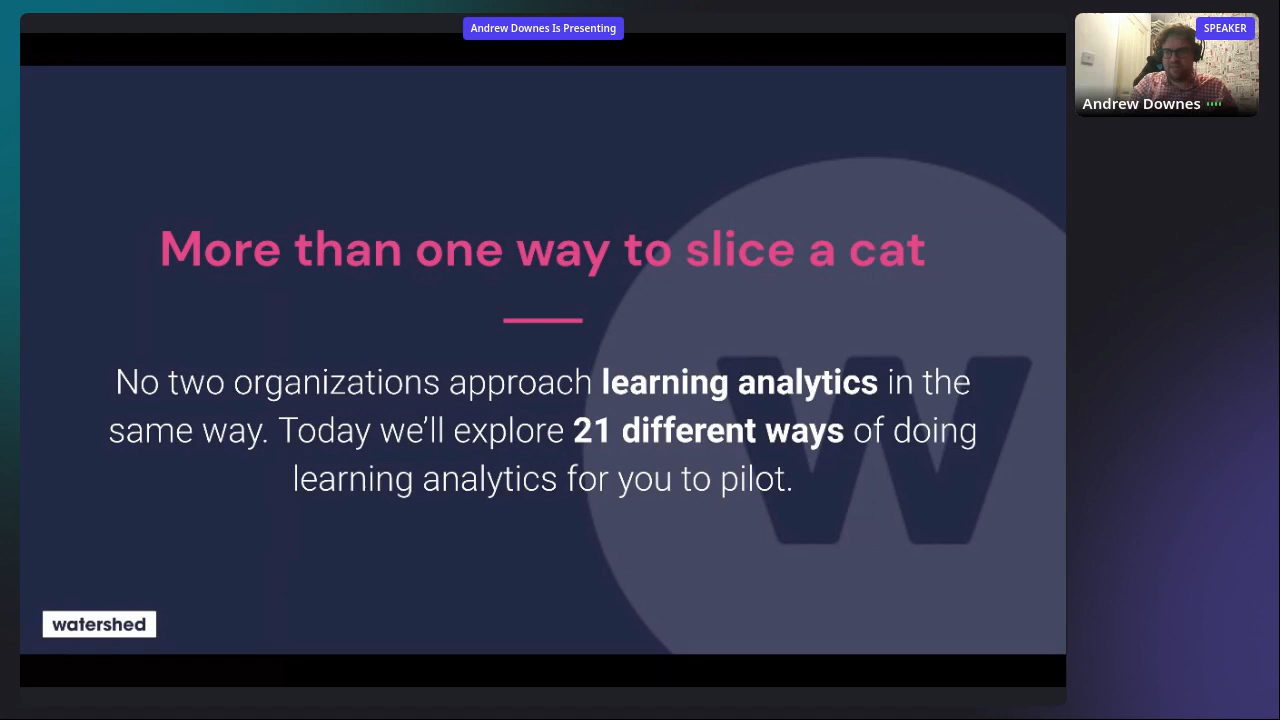 Andrew Downes Is Presenting
SPEAKER
Andrew Downes
More than one way to slice a cat
No two organizations approach learning analytics in the
same way. Today we’ll explore 21 different ways of doing
learning analytics for you to pilot.
W
watershed